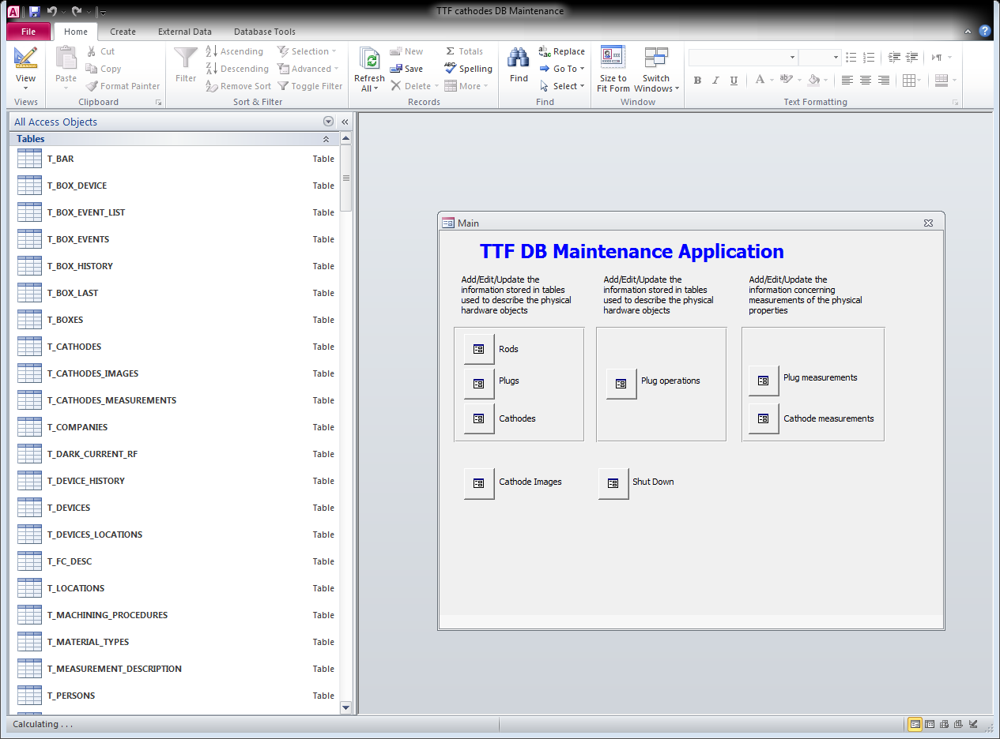 TTF cathodes DB Maintenance
File Home Create External Data Database Tools
View
Views
Paste
Cut
Copy
Format Painter
Clipboard
Filter
Ascending
Descending
Remove Sort
Selection
Advanced
Toggle Filter
Sort & Filter
Refresh
All
New
Save
Delete
Totals
Spelling
More
Records
Find
Replace
Go To
Select
Find
Size to
Fit Form
Switch
Windows
Window
Text Formatting
All Access Objects
Tables
T_BAR Table
T_BOX_DEVICE Table
T_BOX_EVENT_LIST Table
T_BOX_EVENTS Table
T_BOX_HISTORY Table
T_BOX_LAST Table
T_BOXES Table
T_CATHODES Table
T_CATHODES_IMAGES Table
T_CATHODES_MEASUREMENTS Table
T_COMPANIES Table
T_DARK_CURRENT_RF Table
T_DEVICE_HISTORY Table
T_DEVICES Table
T_DEVICES_LOCATIONS Table
T_FC_DESC Table
T_LOCATIONS Table
T_MACHINING_PROCEDURES Table
T_MATERIAL_TYPES Table
T_MEASUREMENT_DESCRIPTION Table
T_PERSONS Table
Main
TTF DB Maintenance Application
Add/Edit/Update the
information stored in tables
used to describe the physical
hardware objects
Add/Edit/Update the
information stored in tables
used to describe the physical
hardware objects
Add/Edit/Update the
information concerning
measurements of the physical
properties
Rods
Plugs
Cathodes
Plug operations
Plug measurements
Cathode measurements
Cathode Images
Shut Down
Calculating . . .